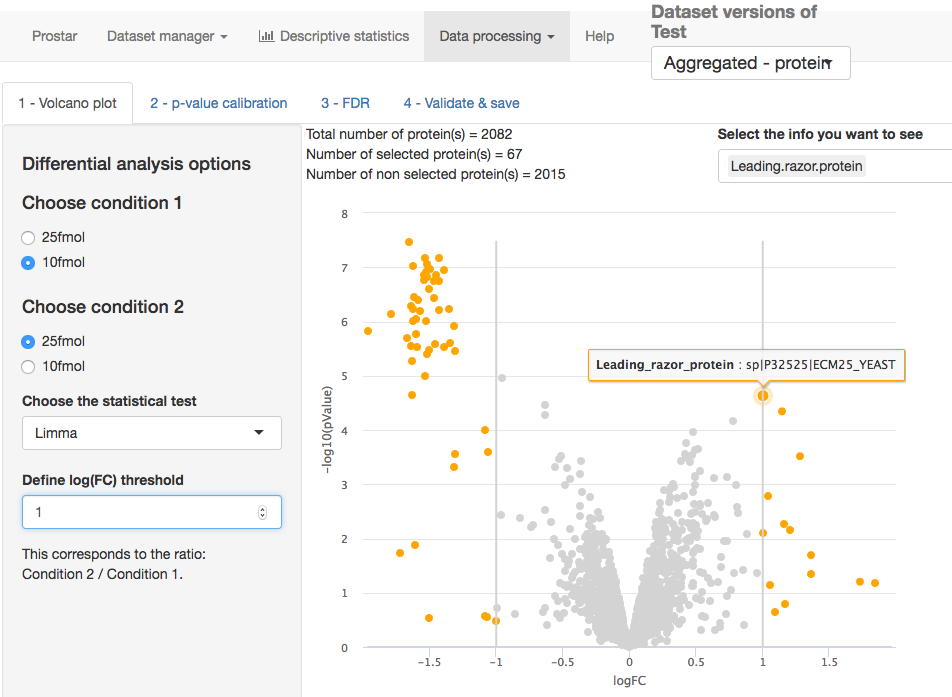 Prostar
Dataset manager
Descriptive statistics
Data processing
Help
Dataset versions of
Test
Aggregated - protein
1 - Volcano plot
2 - p-value calibration
3 - FDR
4 - Validate & save
Differential analysis options
Choose condition 1
25fmol
10fmol
Choose condition 2
25fmol
10fmol
Choose the statistical test
Limma
Define log(FC) threshold
1
This corresponds to the ratio:
Condition 2 / Condition 1.
Total number of protein(s) = 2082
Number of selected protein(s) = 67
Number of non selected protein(s) = 2015
Select the info you want to see
Leading.razor.protein
8
7
6
5
4
3
2
1
0
-log10(pValue)
Leading_razor_protein : sp|P32525|ECM25_YEAST
-1.5
-1
-0.5
0
0.5
1
1.5
logFC